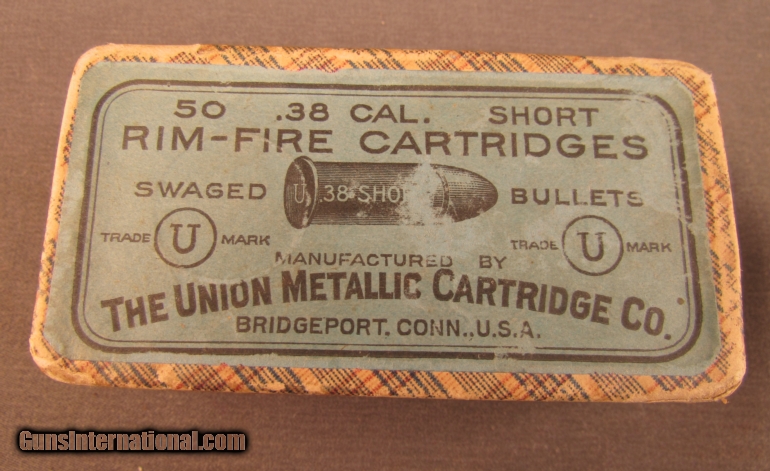 50 .38 CAL. SHORT
RIM-FIRE CARTRIDGES
SWAGED U .38 SHO BULLETS
TRADE U MARK TRADE U MARK
MANUFACTURED BY
THE UNION METALLIC CARTRIDGE CO.
BRIDGEPORT. CONN., U.S.A.
GunsInternational.com